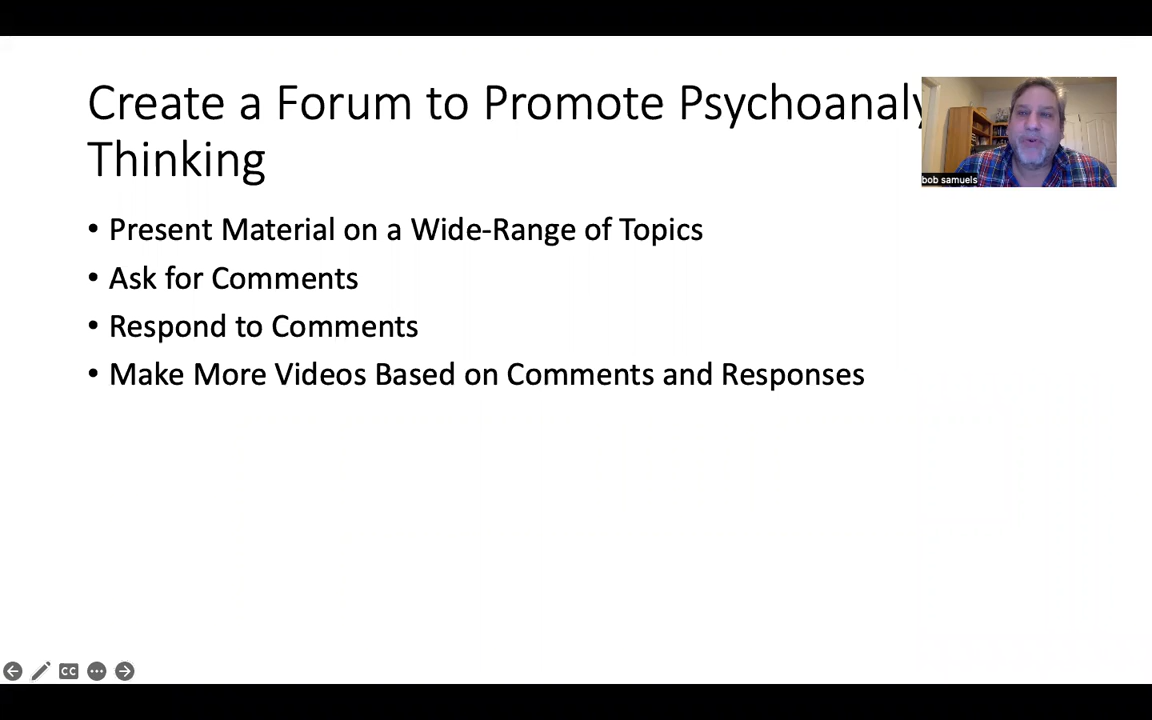 Create a Forum to Promote
Thinking
bob samuels
• Present Material on a Wide-Range of Topics
• Ask for Comments
• Respond to Comments
• Make More Videos Based on Comments and Responses
CC